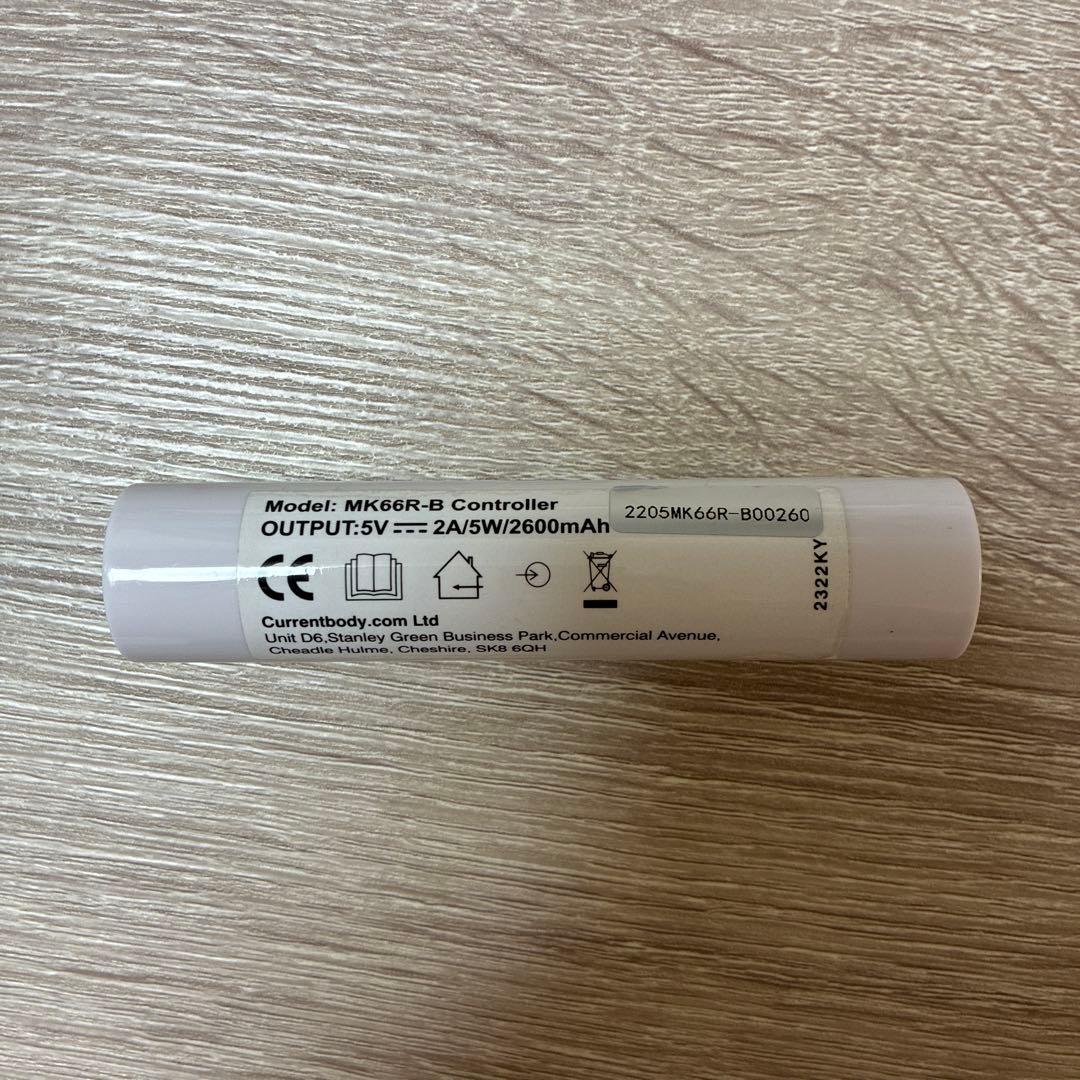 Model: MK66R-B Controller
OUTPUT:5V ⎓ 2A/5W/2600mAh
2205MK66R-B00260
CE
Currentbody.com Ltd
Unit D6,Stanley Green Business Park,Commercial Avenue,
Cheadle Hulme, Cheshire, SK8 6QH
2322KY